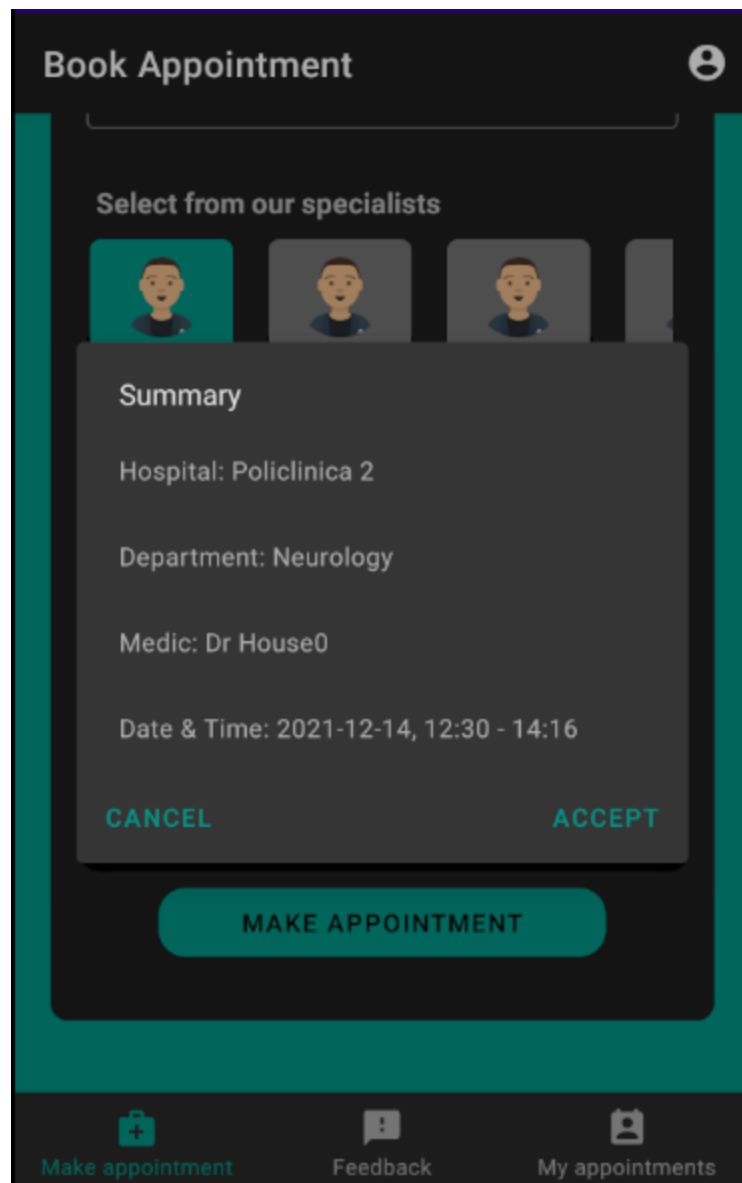 Book Appointment
Select from our specialists
Summary
Hospital: Policlinica 2
Department: Neurology
Medic: Dr House0
Date & Time: 2021-12-14, 12:30 - 14:16
CANCEL
ACCEPT
MAKE APPOINTMENT
Make appointment
Feedback
My appointments